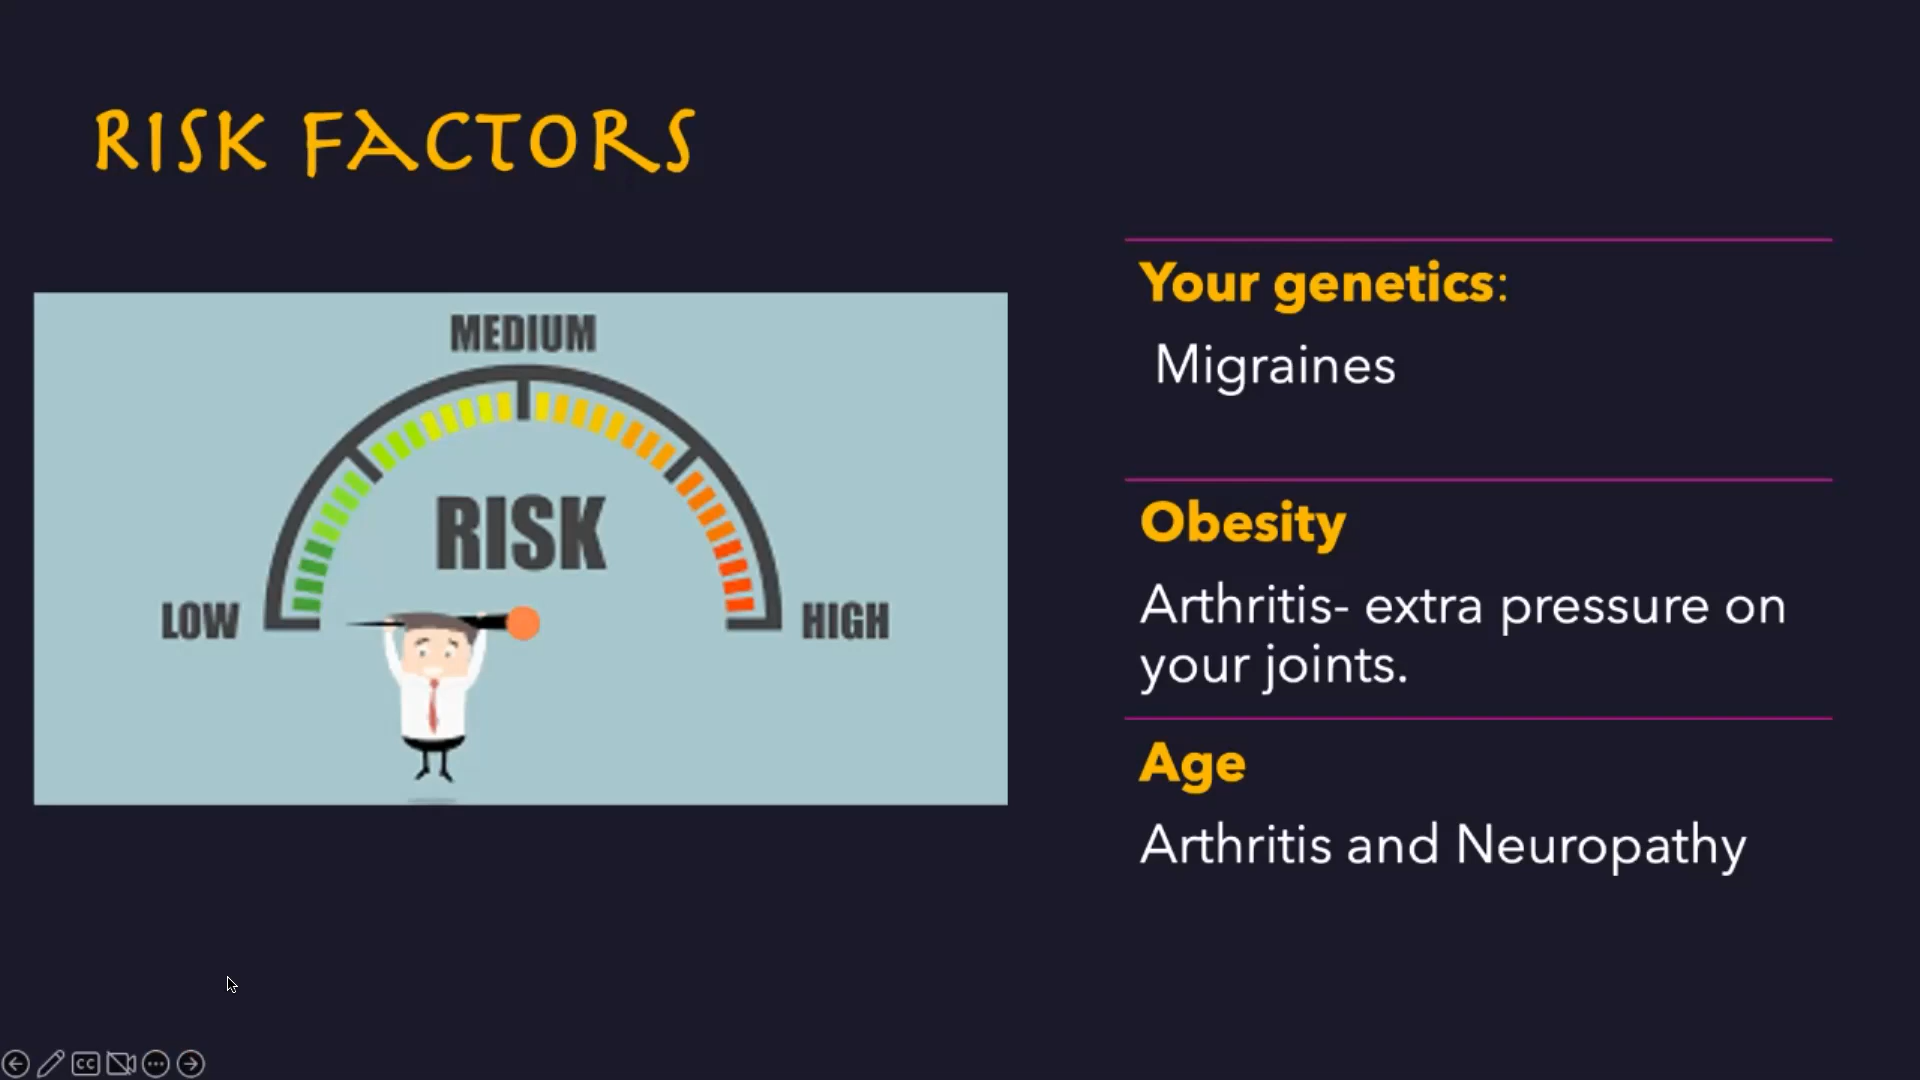 RISK FACTORS
MEDIUM
RISK
LOW
HIGH
Your genetics:
Migraines
Obesity
Arthritis- extra pressure on
your joints.
Age
Arthritis and Neuropathy
CC